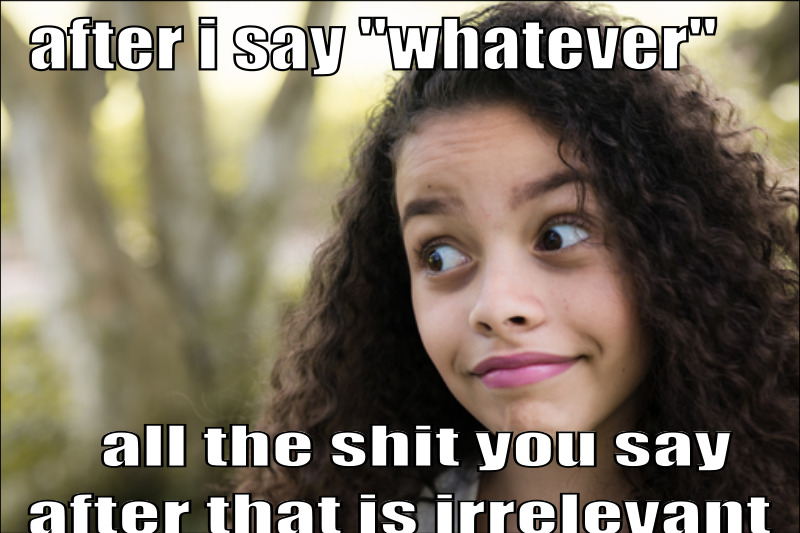 after i say "whatever"
all the shit you say
after that is irrelevant